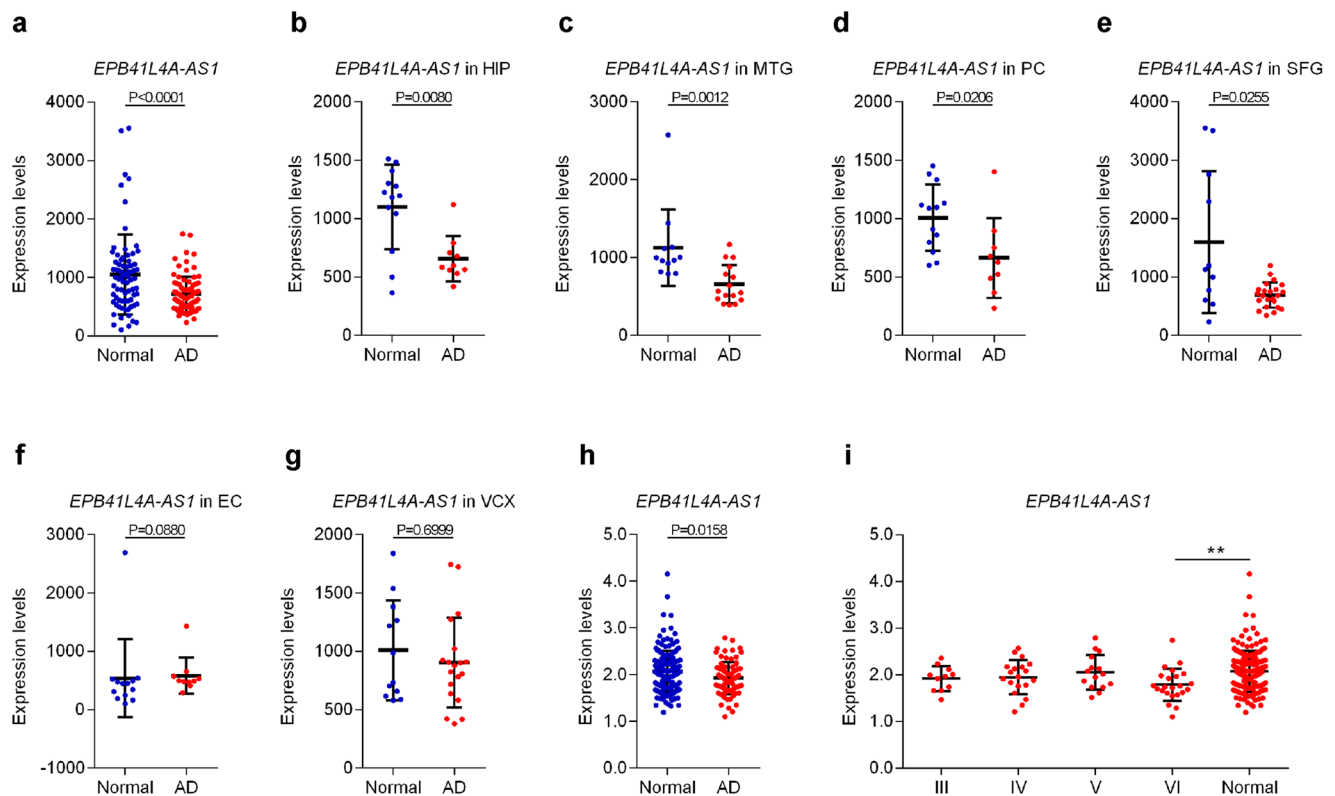 a
EPB41L4A-AS1
P<0.0001
Expression levels
4000
3000
2000
1000
0
Normal AD
b
EPB41L4A-AS1 in HIP
P=0.0080
Expression levels
2000
1500
1000
500
0
Normal AD
c
EPB41L4A-AS1 in MTG
P=0.0012
Expression levels
3000
2000
1000
0
Normal AD
d
EPB41L4A-AS1 in PC
P=0.0206
Expression levels
2000
1500
1000
500
0
Normal AD
e
EPB41L4A-AS1 in SFG
P=0.0255
Expression levels
4000
3000
2000
1000
0
Normal AD
f
EPB41L4A-AS1 in EC
P=0.0880
Expression levels
3000
2000
1000
0
-1000
Normal AD
g
EPB41L4A-AS1 in VCX
P=0.6999
Expression levels
2000
1500
1000
500
0
Normal AD
h
EPB41L4A-AS1
P=0.0158
Expression levels
5.0
4.0
3.0
2.0
1.0
0.0
Normal AD
i
EPB41L4A-AS1
**
Expression levels
5.0
4.0
3.0
2.0
1.0
0.0
III IV V VI Normal